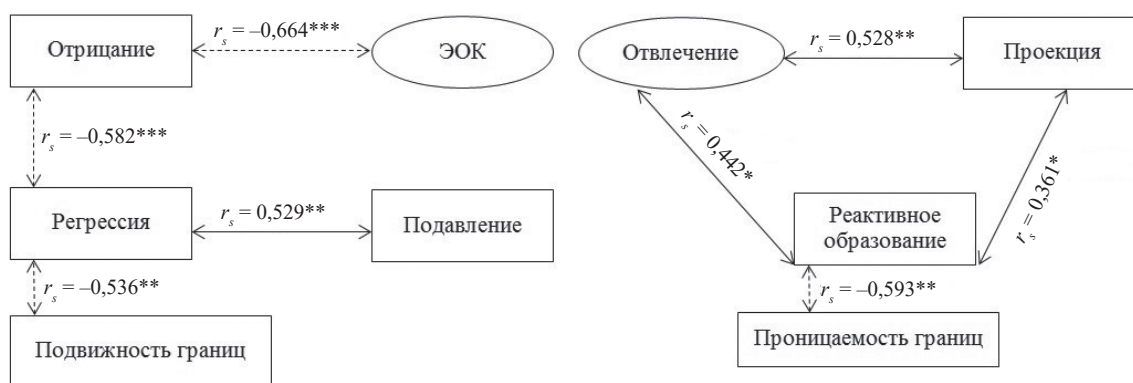 Отрицание
r_s = –0,664***
ЭОК
r_s = –0,582***
Регрессия
r_s = 0,529**
Подавление
r_s = –0,536**
Подвижность границ
Отвлечение
r_s = 0,528**
Проекция
r_s = 0,442*
r_s = 0,361*
Реактивное
образование
r_s = –0,593**
Проницаемость границ